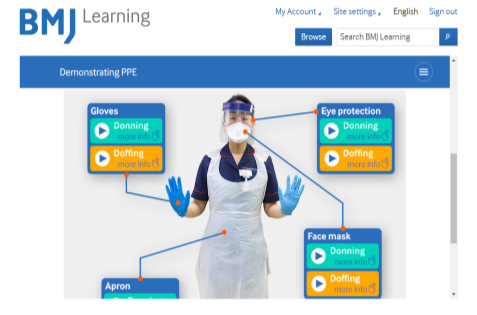 BMJ Learning
My Account
Site settings
English
Sign out
Browse
Search BMJ Learning
Demonstrating PPE
Gloves
Donning
more info
Doffing
more info
Eye protection
Donning
more info
Doffing
more info
Face mask
Donning
more info
Doffing
more info
Apron